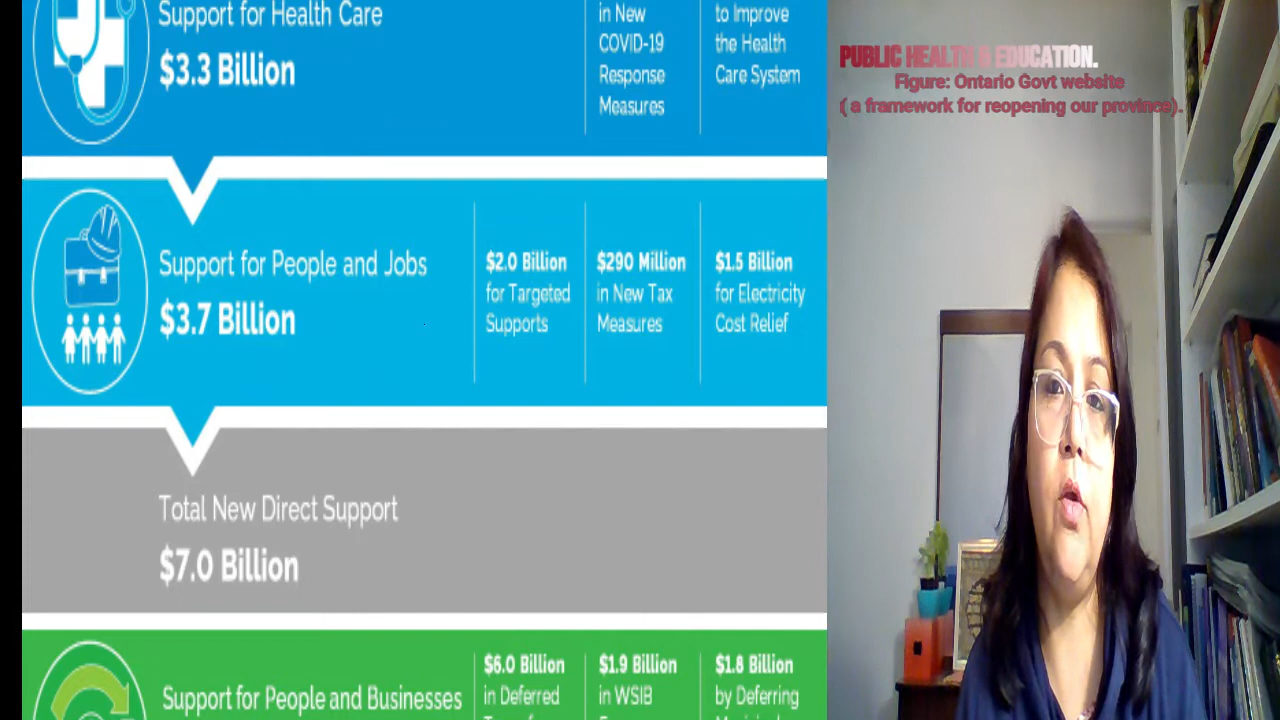 Support for Health Care
$3.3 Billion
in New
COVID-19
Response
Measures
to Improve
the Health
Care System
Support for People and Jobs
$3.7 Billion
$2.0 Billion
for Targeted
Supports
$290 Million
in New Tax
Measures
$1.5 Billion
for Electricity
Cost Relief
Total New Direct Support
$7.0 Billion
Support for People and Businesses
$6.0 Billion
in Deferred
$1.9 Billion
in WSIB
$1.8 Billion
by Deferring
PUBLIC HEALTH & EDUCATION.
Figure: Ontario Govt website
( a framework for reopening our province).